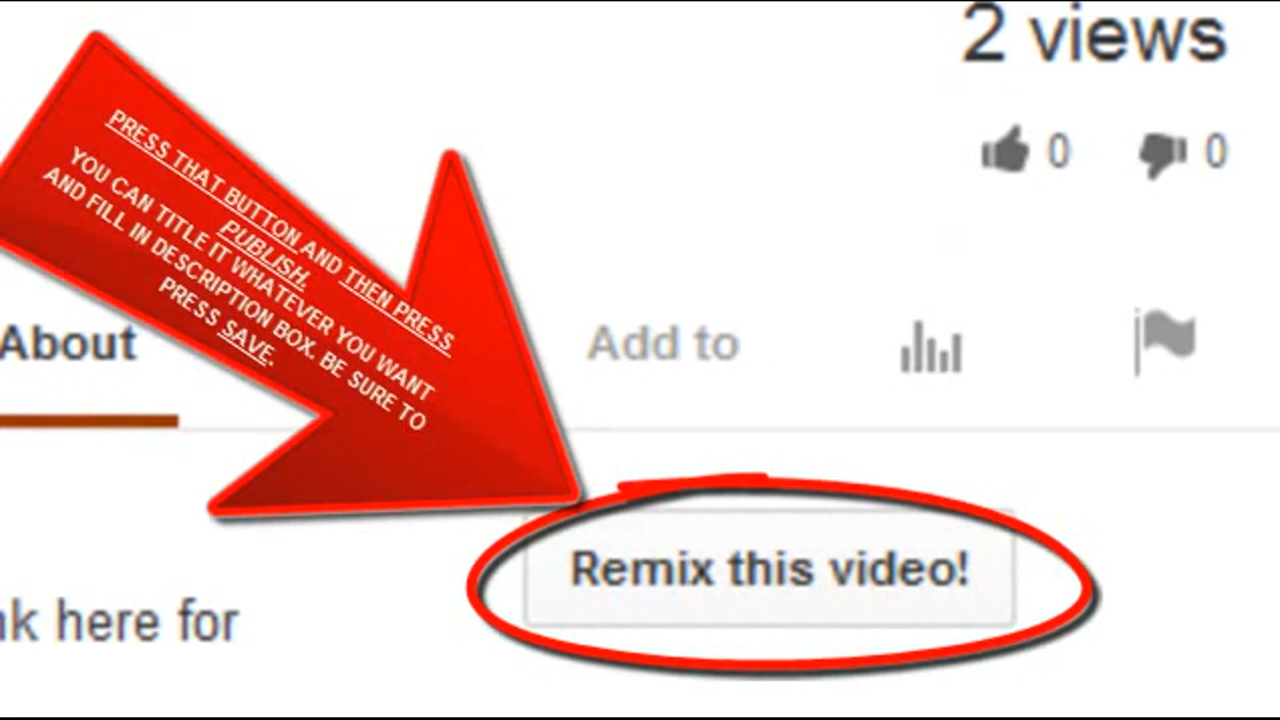 2 views
0 0
PRESS THAT BUTTON AND THEN PRESS
PUBLISH.
YOU CAN TITLE IT WHATEVER YOU WANT
AND FILL IN DESCRIPTION BOX. BE SURE TO
PRESS SAVE.
About Add to
Remix this video!
nk here for